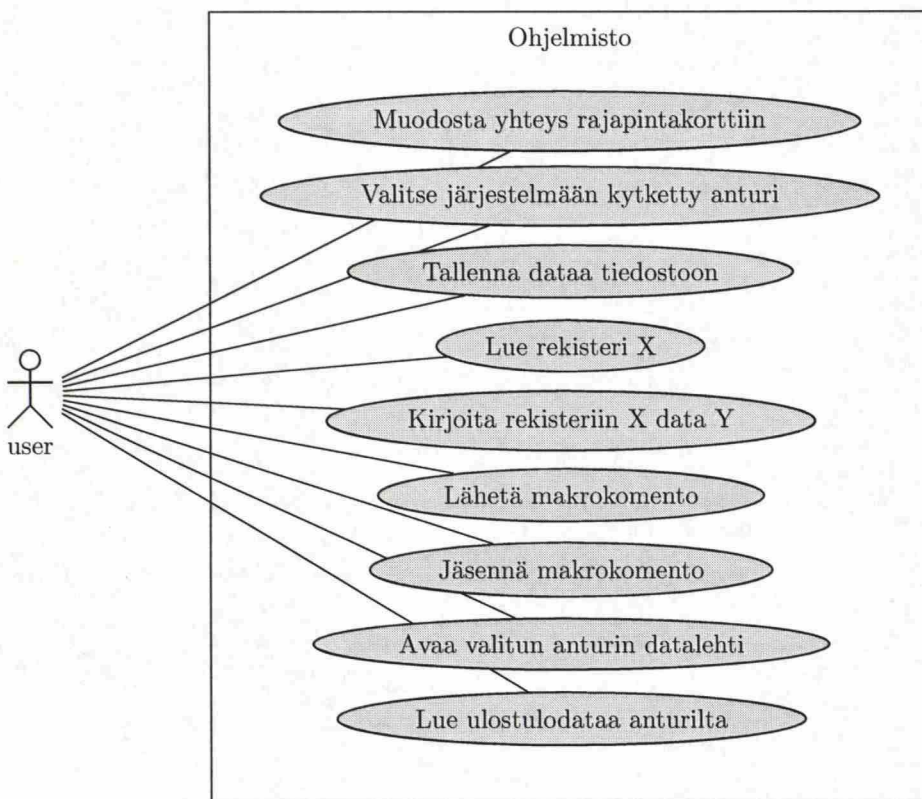 Ohjelmisto
Muodosta yhteys rajapintakorttiin
Valitse järjestelmään kytketty anturi
Tallenna dataa tiedostoon
Lue rekisteri X
Kirjoita rekisteriin X data Y
user
Lähetä makrokomento
Jäsennä makrokomento
Avaa valitun anturin datalehti
Lue ulostulodataa anturilta